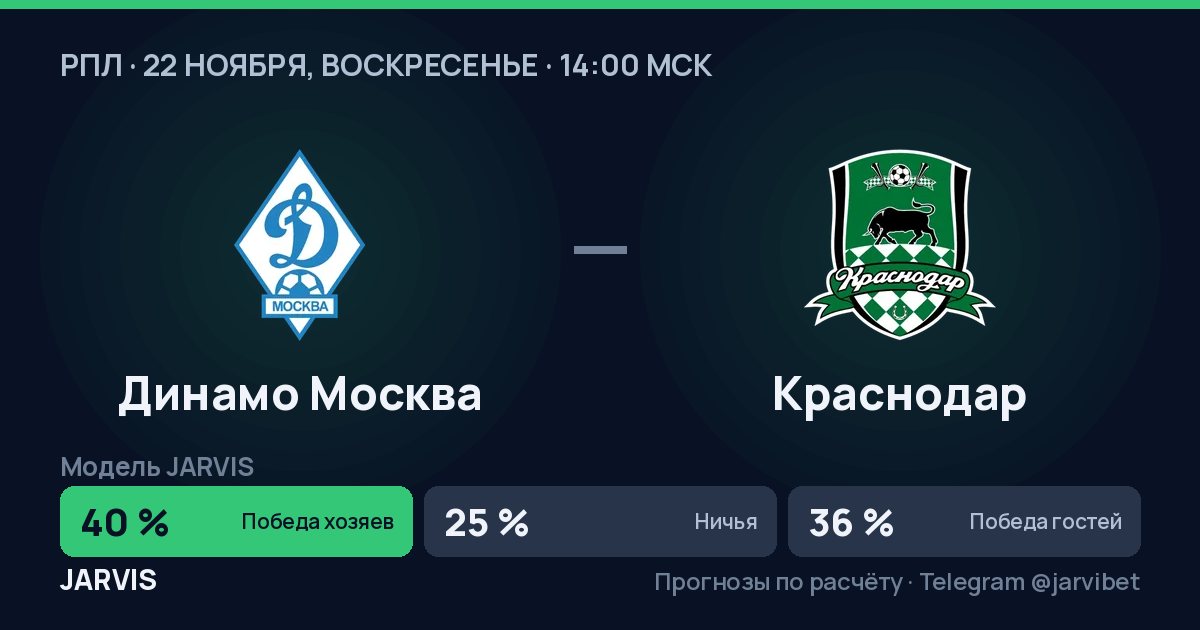 РПЛ · 22 НОЯБРЯ, ВОСКРЕСЕНЬЕ · 14:00 МСК
Д
МОСКВА
Краснодар
Динамо Москва
—
Краснодар
Модель JARVIS
40 % Победа хозяев
25 % Ничья
36 % Победа гостей
JARVIS
Прогнозы по расчёту · Telegram @jarvibet